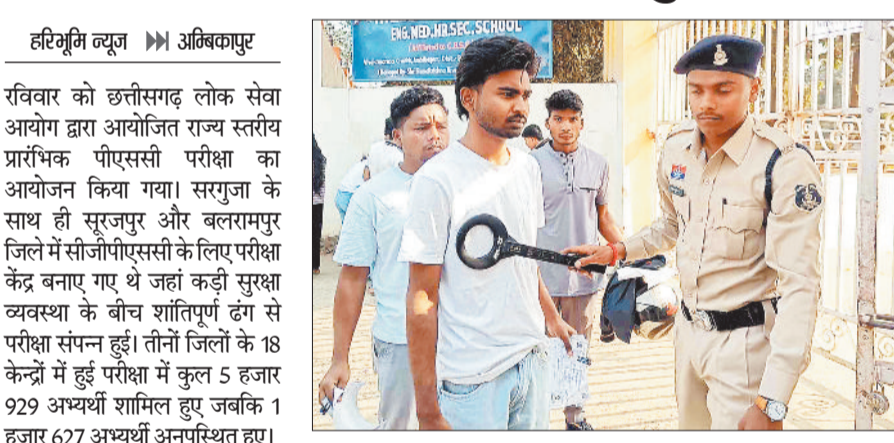 हरिभूमि न्यूज अम्बिकापुर
रविवार को छत्तीसगढ़ लोक सेवा
आयोग द्वारा आयोजित राज्य स्तरीय
प्रारंभिक पीएससी परीक्षा का
आयोजन किया गया। सरगुजा के
साथ ही सूरजपुर और बलरामपुर
जिले में सीजीपीएससी के लिए परीक्षा
केंद्र बनाए गए थे जहां कड़ी सुरक्षा
व्यवस्था के बीच शांतिपूर्ण ढंग से
परीक्षा संपन्न हुई। तीनों जिलों के 18
केन्द्रों में हुई परीक्षा में कुल 5 हजार
929 अभ्यर्थी शामिल हुए जबकि 1
हजार 627 अभ्यर्थी अनुपस्थित हुए।
ENG.MED.HR.SEC.SCHOOL